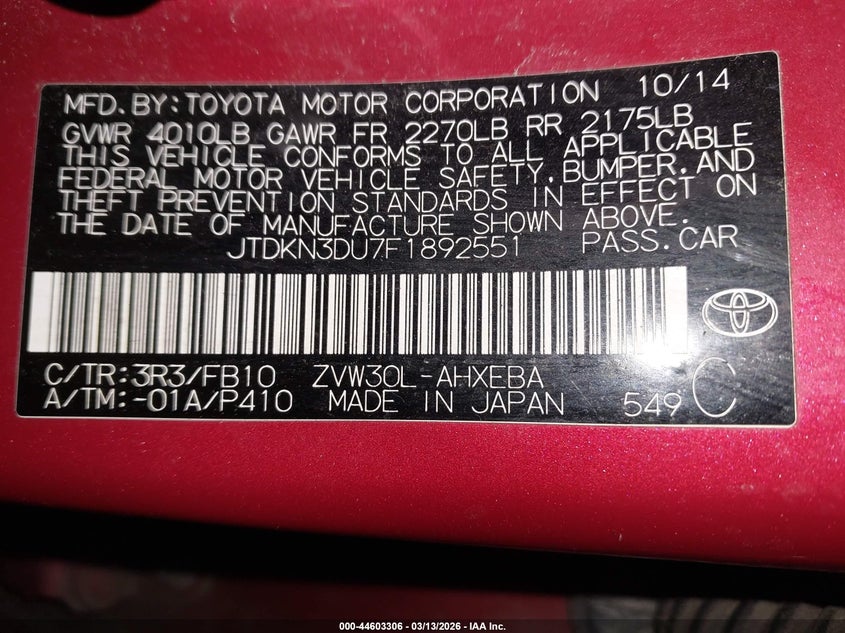 MFD. BY: TOYOTA MOTOR CORPORATION 10/14
GVWR 4010LB GAWR FR 2270LB RR 2175LB
THIS VEHICLE CONFORMS TO ALL APPLICABLE
FEDERAL MOTOR VEHICLE SAFETY, BUMPER, AND
THEFT PREVENTION STANDARDS IN EFFECT ON
THE DATE OF MANUFACTURE SHOWN ABOVE.
JTDKN3DU7F1892551 PASS. CAR
C/TR: 3R3/FB10 ZVW30L-AHXEBA
A/TM: -01A/P410 MADE IN JAPAN 549 C
000-44603306 - 03/13/2026 - IAA Inc.